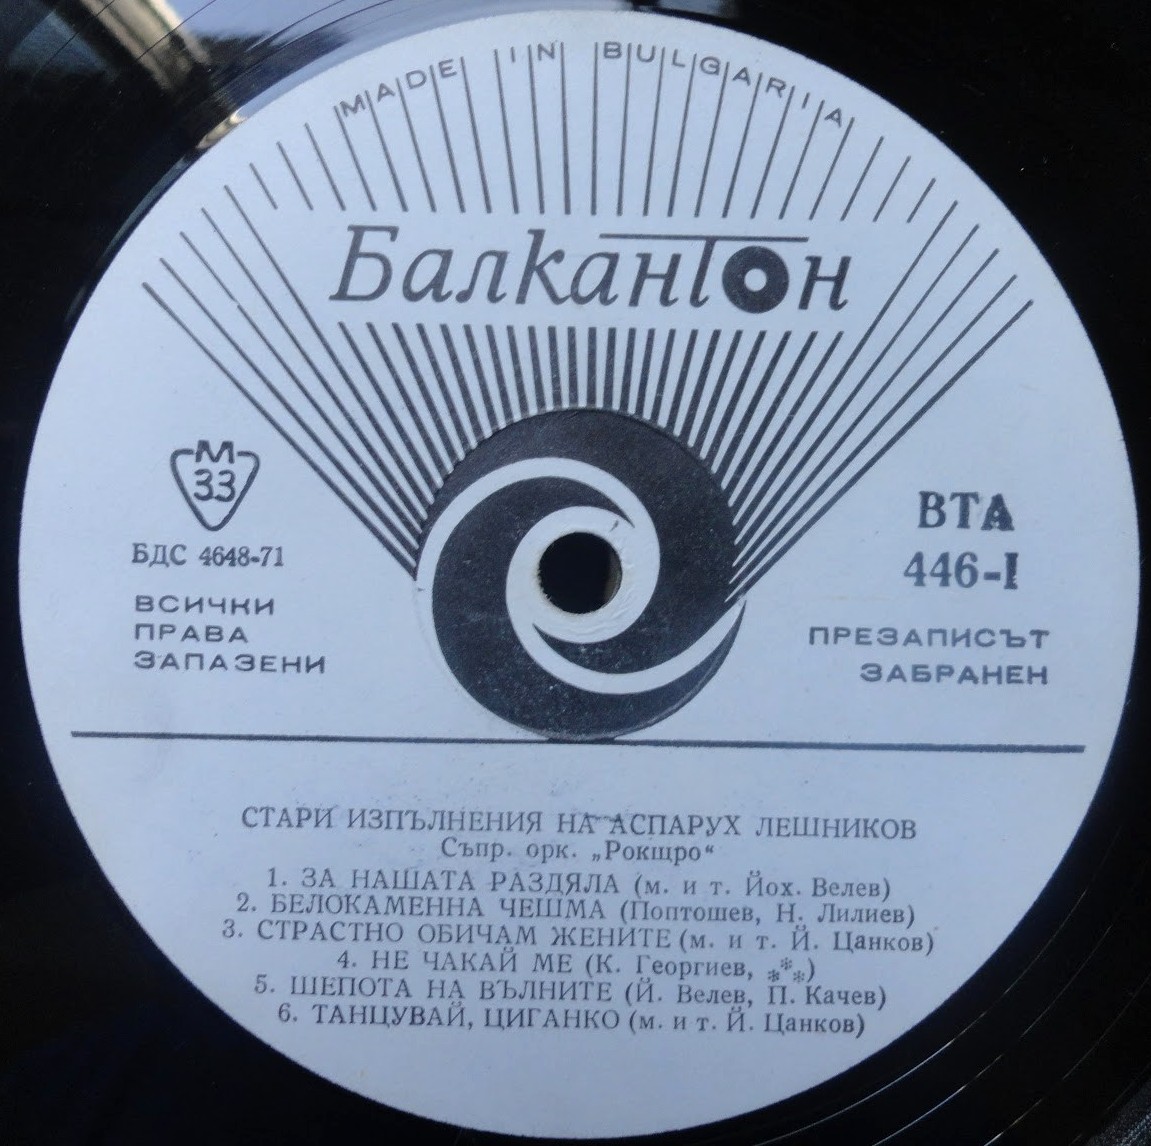 MADE IN BULGARIA
Балкантон
М
33
БДС 4648-71
ВСИЧКИ
ПРАВА
ЗАПАЗЕНИ
ВТА
446-I
ПРЕЗАПИСЪТ
ЗАБРАНЕН
СТАРИ ИЗПЪЛНЕНИЯ НА АСПАРУХ ЛЕШНИКОВ
Съпр. орк. „Рокщро“
1. ЗА НАШАТА РАЗДЯЛА (м. и т. Йох. Велев)
2. БЕЛОКАМЕННА ЧЕШМА (Поптошев, Н. Лилиев)
3. СТРАСТНО ОБИЧАМ ЖЕНИТЕ (м. и т. Й. Цанков)
4. НЕ ЧАКАЙ МЕ (К. Георгиев, ***)
5. ШЕПОТА НА ВЪЛНИТЕ (Й. Велев, П. Качев)
6. ТАНЦУВАЙ, ЦИГАНКО (м. и т. Й. Цанков)